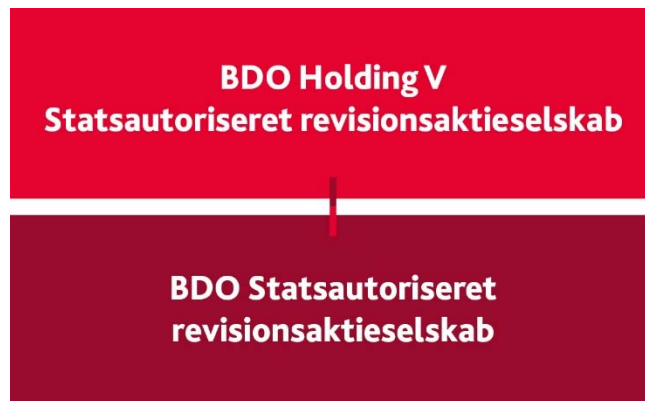 BDO Holding V
Statsautoriseret revisionsaktieselskab
BDO Statsautoriseret
revisionsaktieselskab